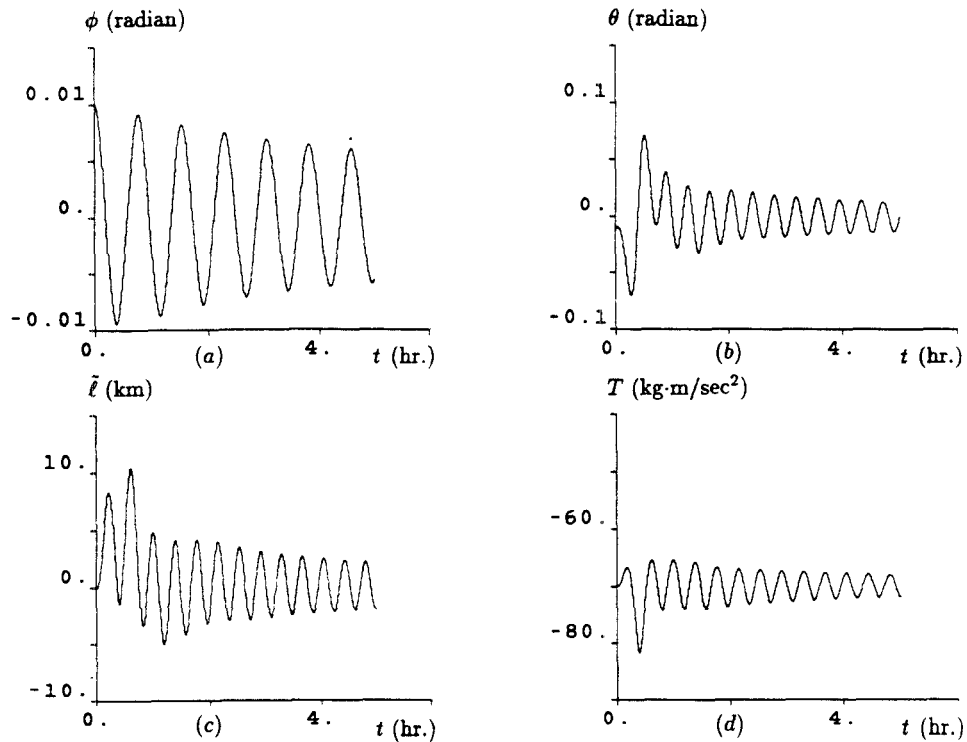 ϕ (radian)
0.01
0.
-0.01
0.
4.
(a)
t (hr.)
θ (radian)
0.1
0.
-0.1
0.
4.
(b)
t (hr.)
ℓ̃ (km)
10.
0.
-10.
0.
4.
(c)
t (hr.)
T (kg·m/sec²)
-60.
-80.
0.
4.
(d)
t (hr.)